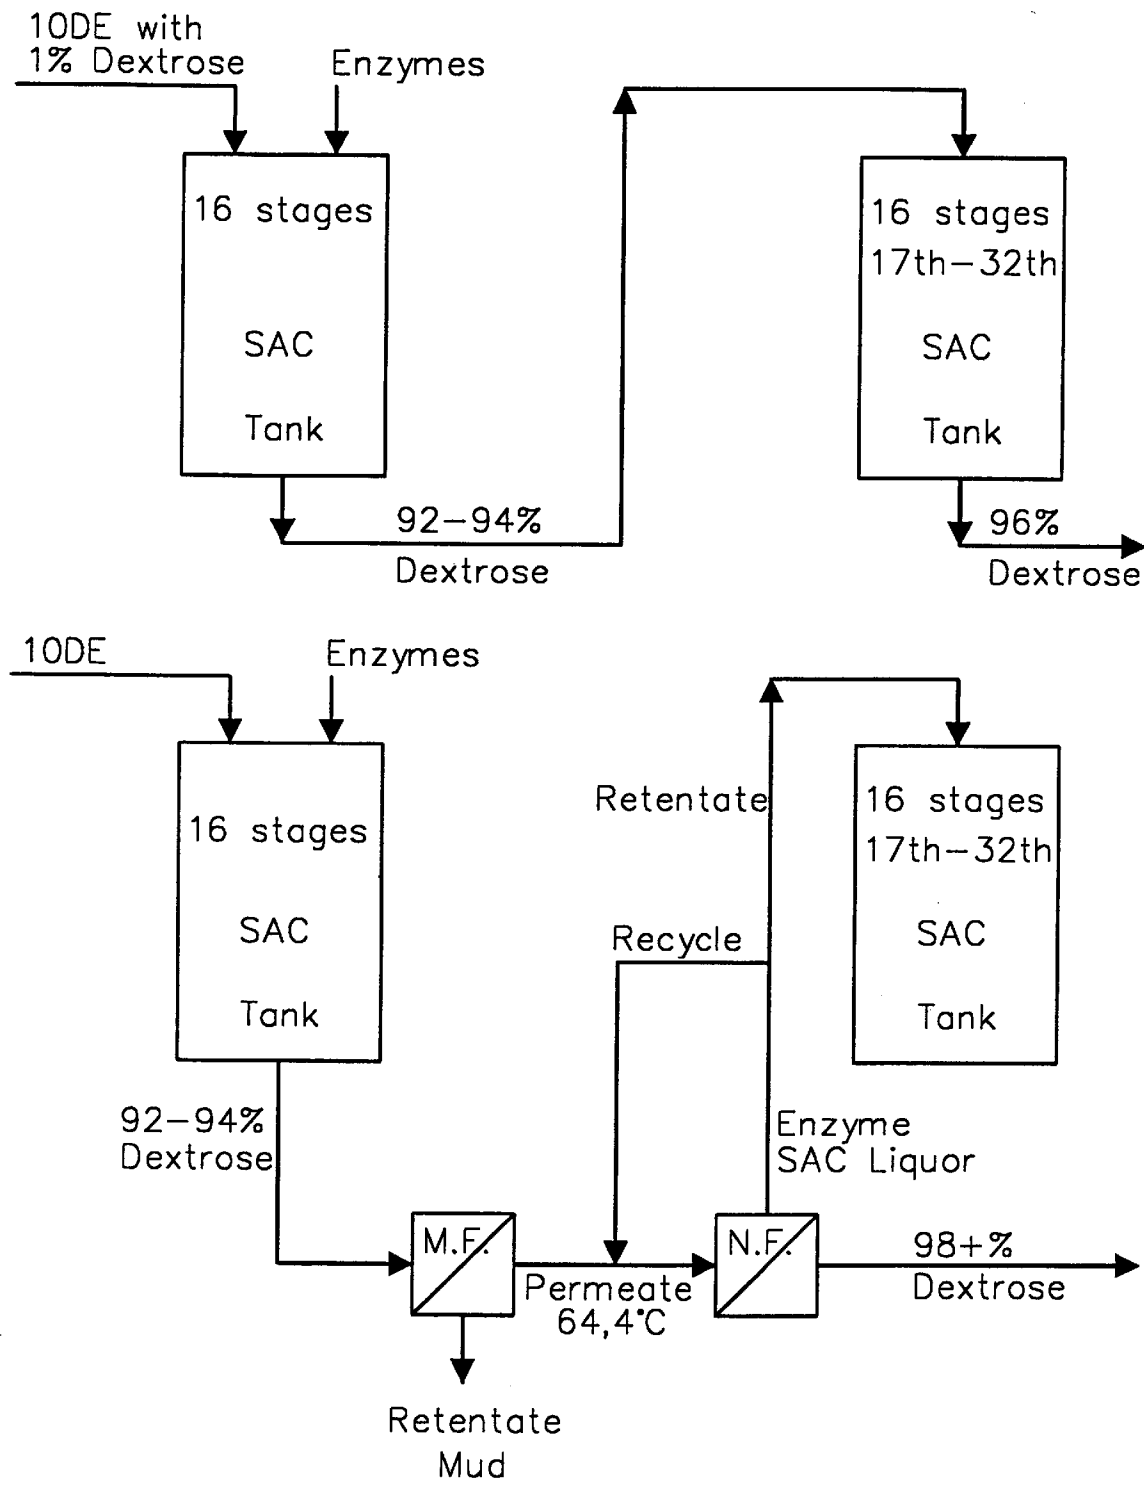 10DE with
1% Dextrose
Enzymes
16 stages
SAC
Tank
92-94%
Dextrose
16 stages
17th-32th
SAC
Tank
96%
Dextrose
10DE
Enzymes
16 stages
SAC
Tank
92-94%
Dextrose
Retentate
Recycle
16 stages
17th-32th
SAC
Tank
Enzyme
SAC Liquor
M.F.
Permeate
64,4°C
N.F.
98+%
Dextrose
Retentate
Mud